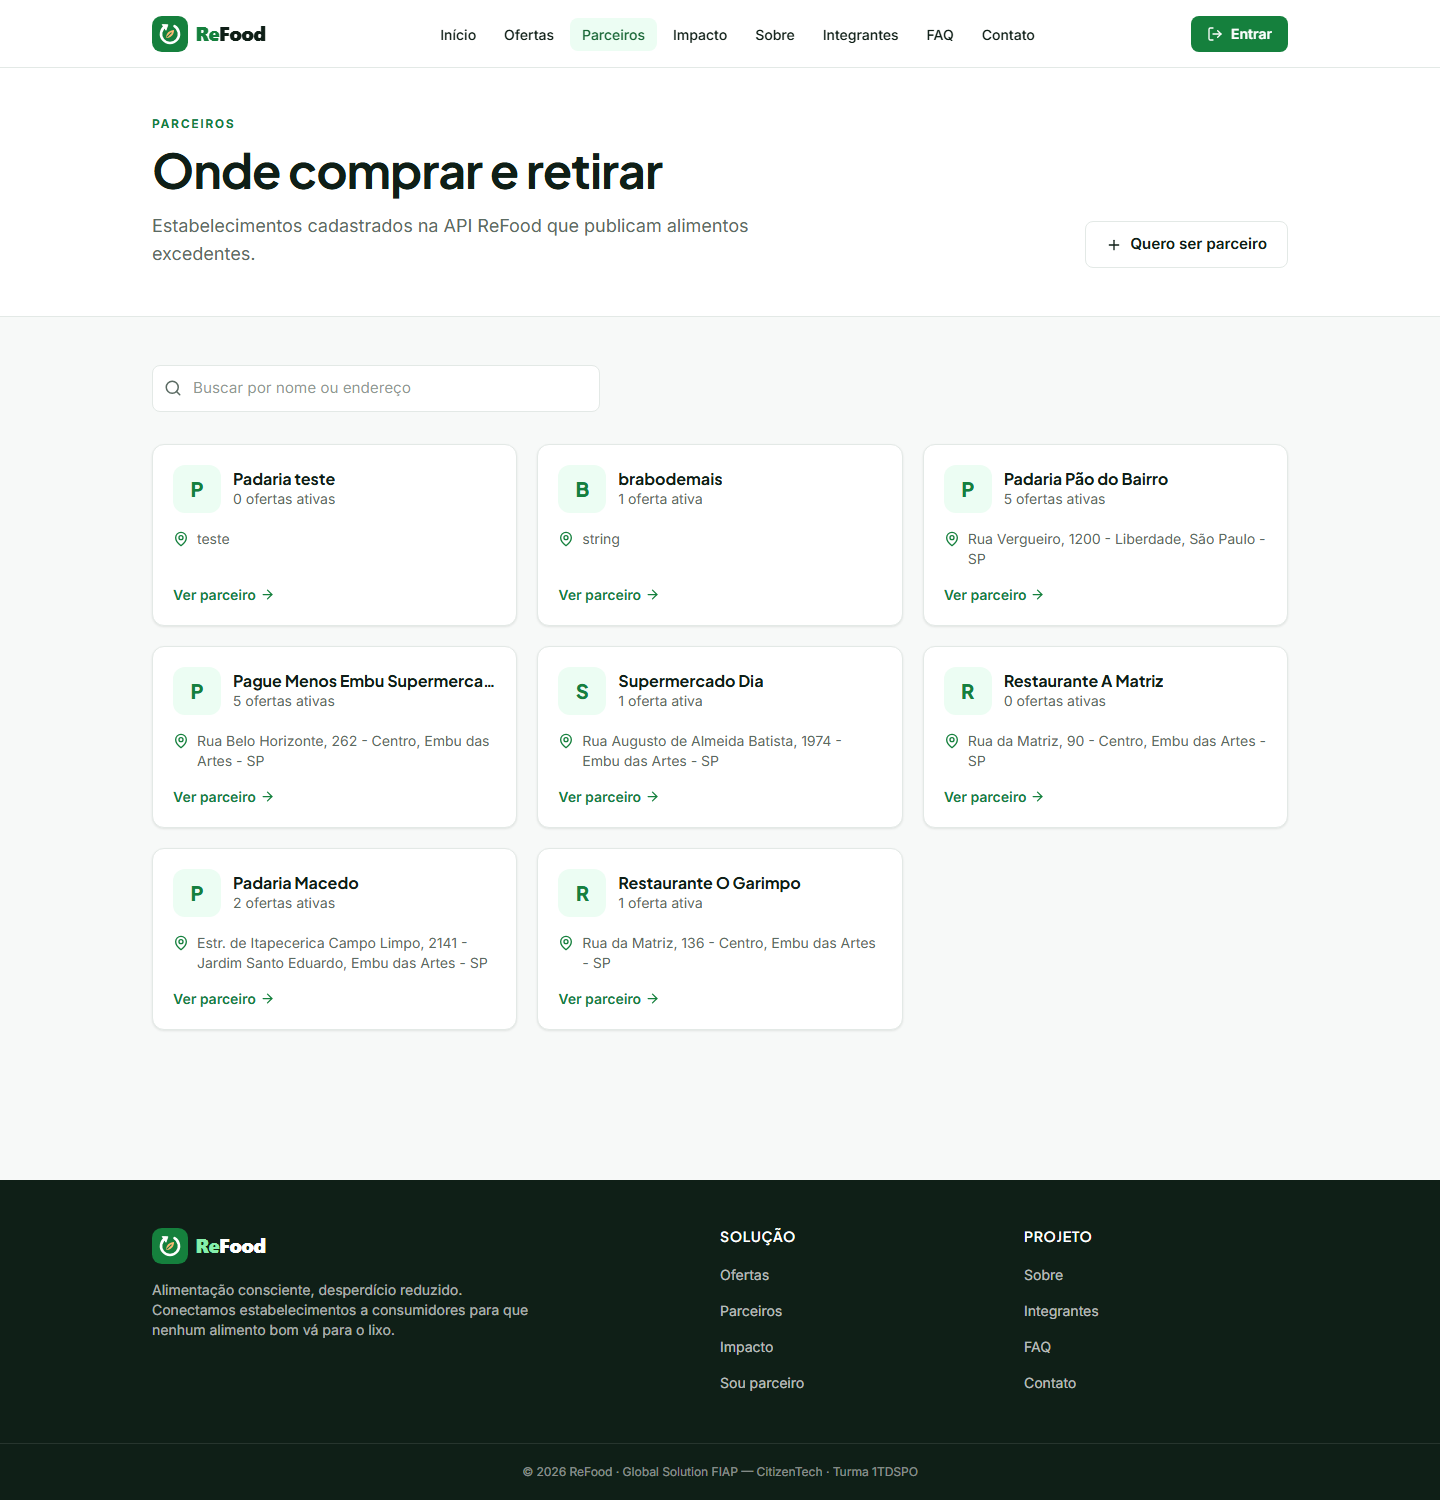 ReFood
Início
Ofertas
Parceiros
Impacto
Sobre
Integrantes
FAQ
Contato
Entrar
PARCEIROS
Onde comprar e retirar
Estabelecimentos cadastrados na API ReFood que publicam alimentos
excedentes.
Quero ser parceiro
Buscar por nome ou endereço
P
Padaria teste
0 ofertas ativas
teste
Ver parceiro
B
brabodemais
1 oferta ativa
string
Ver parceiro
P
Padaria Pão do Bairro
5 ofertas ativas
Rua Vergueiro, 1200 - Liberdade, São Paulo -
SP
Ver parceiro
P
Pague Menos Embu Supermerca...
5 ofertas ativas
Rua Belo Horizonte, 262 - Centro, Embu das
Artes - SP
Ver parceiro
S
Supermercado Dia
1 oferta ativa
Rua Augusto de Almeida Batista, 1974 -
Embu das Artes - SP
Ver parceiro
R
Restaurante A Matriz
0 ofertas ativas
Rua da Matriz, 90 - Centro, Embu das Artes -
SP
Ver parceiro
P
Padaria Macedo
2 ofertas ativas
Estr. de Itapecerica Campo Limpo, 2141 -
Jardim Santo Eduardo, Embu das Artes - SP
Ver parceiro
R
Restaurante O Garimpo
1 oferta ativa
Rua da Matriz, 136 - Centro, Embu das Artes
- SP
Ver parceiro
ReFood
Alimentação consciente, desperdício reduzido.
Conectamos estabelecimentos a consumidores para que
nenhum alimento bom vá para o lixo.
SOLUÇÃO
Ofertas
Parceiros
Impacto
Sou parceiro
PROJETO
Sobre
Integrantes
FAQ
Contato
© 2026 ReFood · Global Solution FIAP — CitizenTech · Turma 1TDSPO